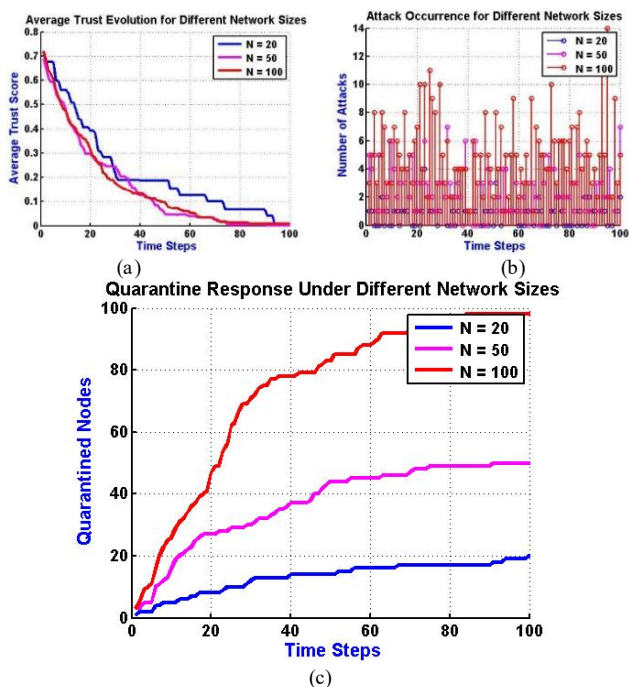 Average Trust Evolution for Different Network Sizes
0.8
0.7
0.6
0.5
0.4
0.3
0.2
0.1
0
Average Trust Score
N = 20
N = 50
N = 100
0 20 40 60 80 100
Time Steps
(a)
Attack Occurrence for Different Network Sizes
14
12
10
8
6
4
2
0
Number of Attacks
N = 20
N = 50
N = 100
0 20 40 60 80 100
Time Steps
(b)
Quarantine Response Under Different Network Sizes
100
80
60
40
20
0
Quarantined Nodes
N = 20
N = 50
N = 100
0 20 40 60 80 100
Time Steps
(c)